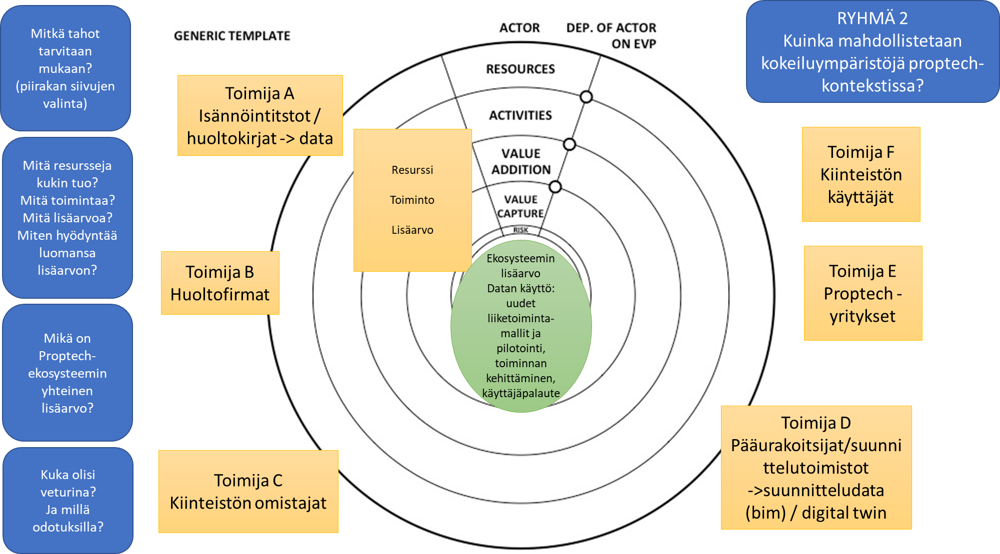 Mitkä tahot
tarvitaan
mukaan?
(piirakan siivujen
valinta)
Mitä resursseja
kukin tuo?
Mitä toimintaa?
Mitä lisäarvoa?
Miten hyödyntää
luomansa
lisäarvon?
Mikä on
Proptech-
ekosysteemin
yhteinen
lisäarvo?
Kuka olisi
veturina?
Ja millä
odotuksilla?
GENERIC TEMPLATE
ACTOR
DEP. OF ACTOR
ON EVP
RESOURCES
ACTIVITIES
VALUE
ADDITION
VALUE
CAPTURE
RISK
RYHMÄ 2
Kuinka mahdollistetaan
kokeiluympäristöjä proptech-
kontekstissa?
Toimija A
Isännöintitstot /
huoltokirjat -> data
Resurssi
Toiminto
Lisäarvo
Toimija B
Huoltofirmat
Toimija C
Kiinteistön omistajat
Ekosysteemin
lisäarvo
Datan käyttö:
uudet
liiketoiminta-
mallit ja
pilotointi,
toiminnan
kehittäminen,
käyttäjäpalaute
Toimija F
Kiinteistön
käyttäjät
Toimija E
Proptech -
yritykset
Toimija D
Pääurakoitsijat/suunni
ttelutoimistot
->suunnitteludata
(bim) / digital twin